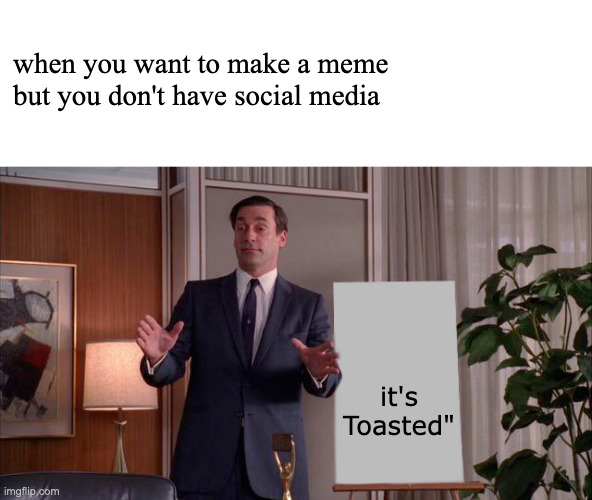 when you want to make a meme
but you don't have social media
it's
Toasted"
imgflip.com